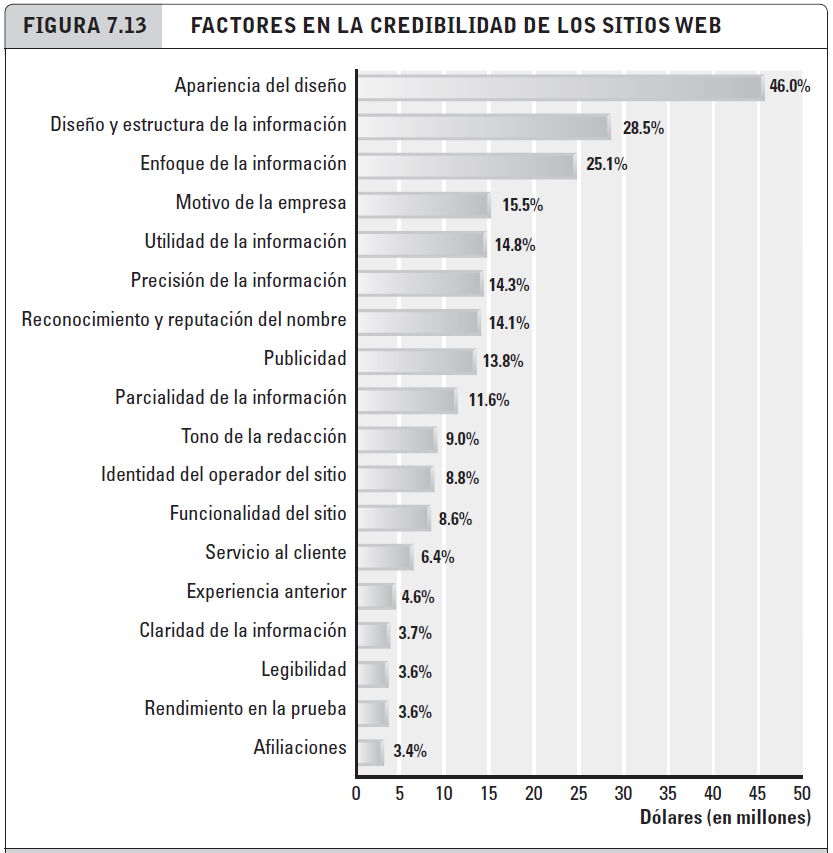 FIGURA 7.13 FACTORES EN LA CREDIBILIDAD DE LOS SITIOS WEB
Apariencia del diseño 46.0%
Diseño y estructura de la información 28.5%
Enfoque de la información 25.1%
Motivo de la empresa 15.5%
Utilidad de la información 14.8%
Precisión de la información 14.3%
Reconocimiento y reputación del nombre 14.1%
Publicidad 13.8%
Parcialidad de la información 11.6%
Tono de la redacción 9.0%
Identidad del operador del sitio 8.8%
Funcionalidad del sitio 8.6%
Servicio al cliente 6.4%
Experiencia anterior 4.6%
Claridad de la información 3.7%
Legibilidad 3.6%
Rendimiento en la prueba 3.6%
Afiliaciones 3.4%
0 5 10 15 20 25 30 35 40 45 50
Dólares (en millones)